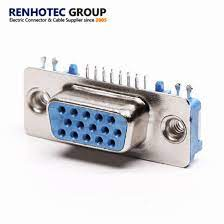 RENHOTEC GROUP
Electric Connector & Cable Supplier since 2005